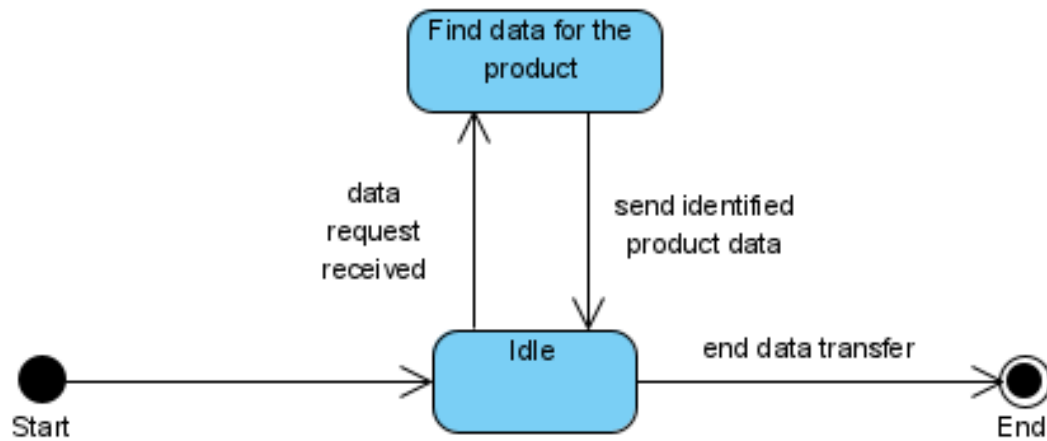 Find data for the
product
data
request
received
send identified
product data
Idle
end data transfer
Start
End